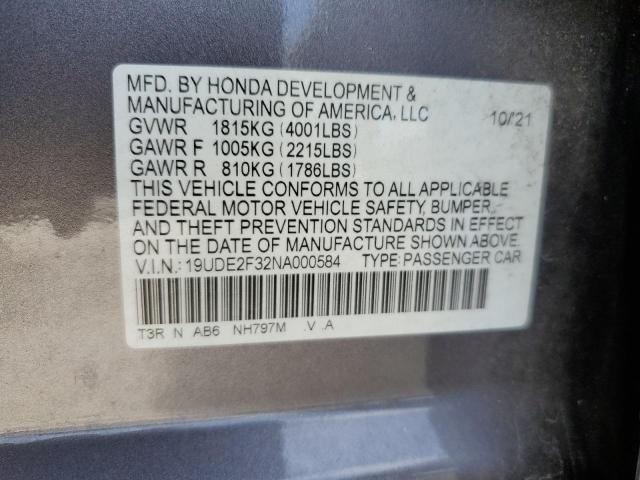 MFD. BY HONDA DEVELOPMENT &
MANUFACTURING OF AMERICA, LLC 10/'21
GVWR 1815KG (4001LBS)
GAWR F 1005KG (2215LBS)
GAWR R 810KG (1786LBS)
THIS VEHICLE CONFORMS TO ALL APPLICABLE
FEDERAL MOTOR VEHICLE SAFETY, BUMPER,
AND THEFT PREVENTION STANDARDS IN EFFECT
ON THE DATE OF MANUFACTURE SHOWN ABOVE.
V.I.N.: 19UDE2F32NA000584 TYPE: PASSENGER CAR
T3R N AB6 NH797M .V .A